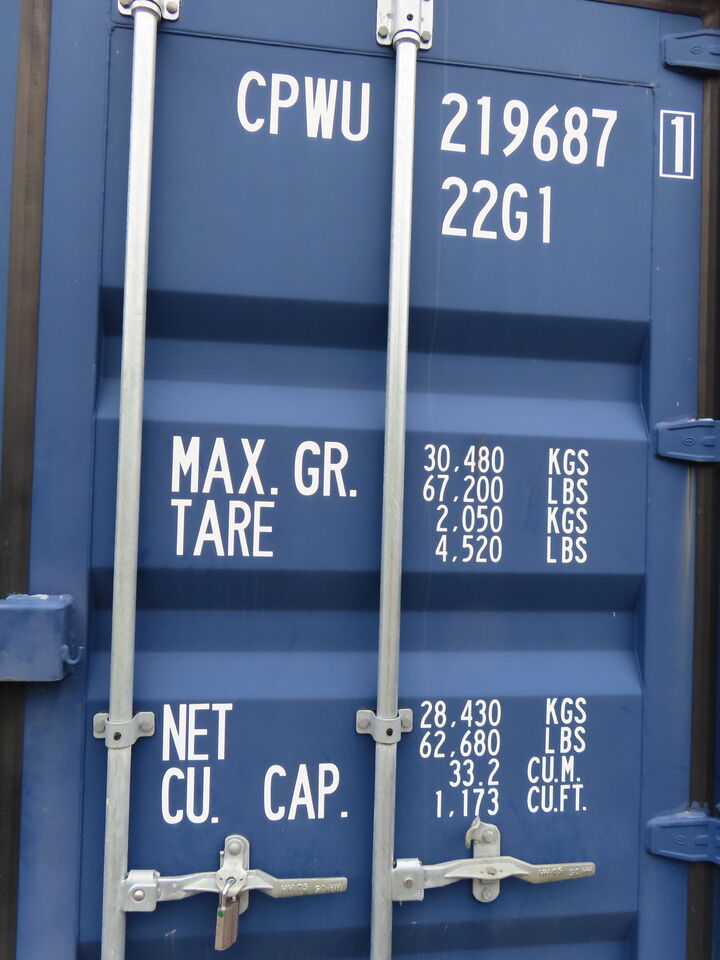 CPWU 219687 1
22G1
MAX. GR. 30,480 KGS
67,200 LBS
TARE 2,050 KGS
4,520 LBS
NET 28,430 KGS
62,680 LBS
CU. CAP. 33.2 CU.M.
1,173 CU.FT.